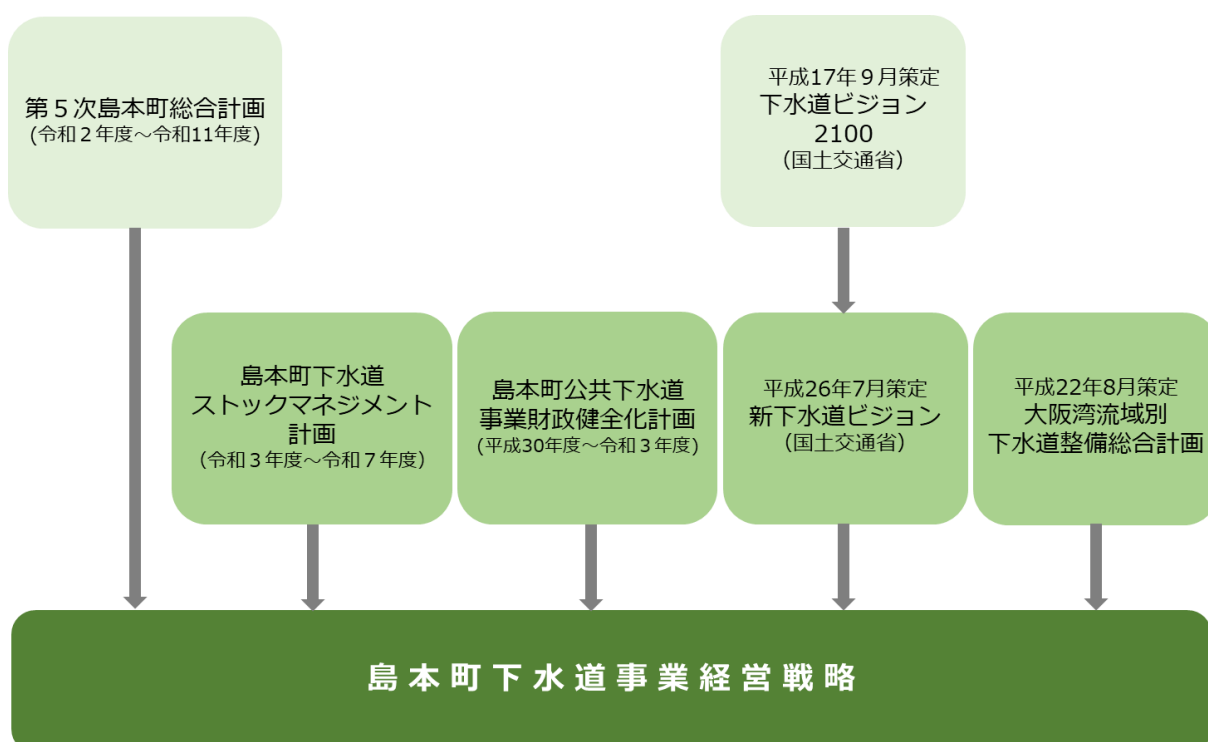 第５次島本町総合計画
(令和２年度～令和11年度)
平成17年９月策定
下水道ビジョン
2100
（国土交通省）
島本町下水道
ストックマネジメント
計画
（令和３年度～令和７年度）
島本町公共下水道
事業財政健全化計画
(平成30年度～令和３年度)
平成26年7月策定
新下水道ビジョン
（国土交通省）
平成22年8月策定
大阪湾流域別
下水道整備総合計画
島本町下水道事業経営戦略